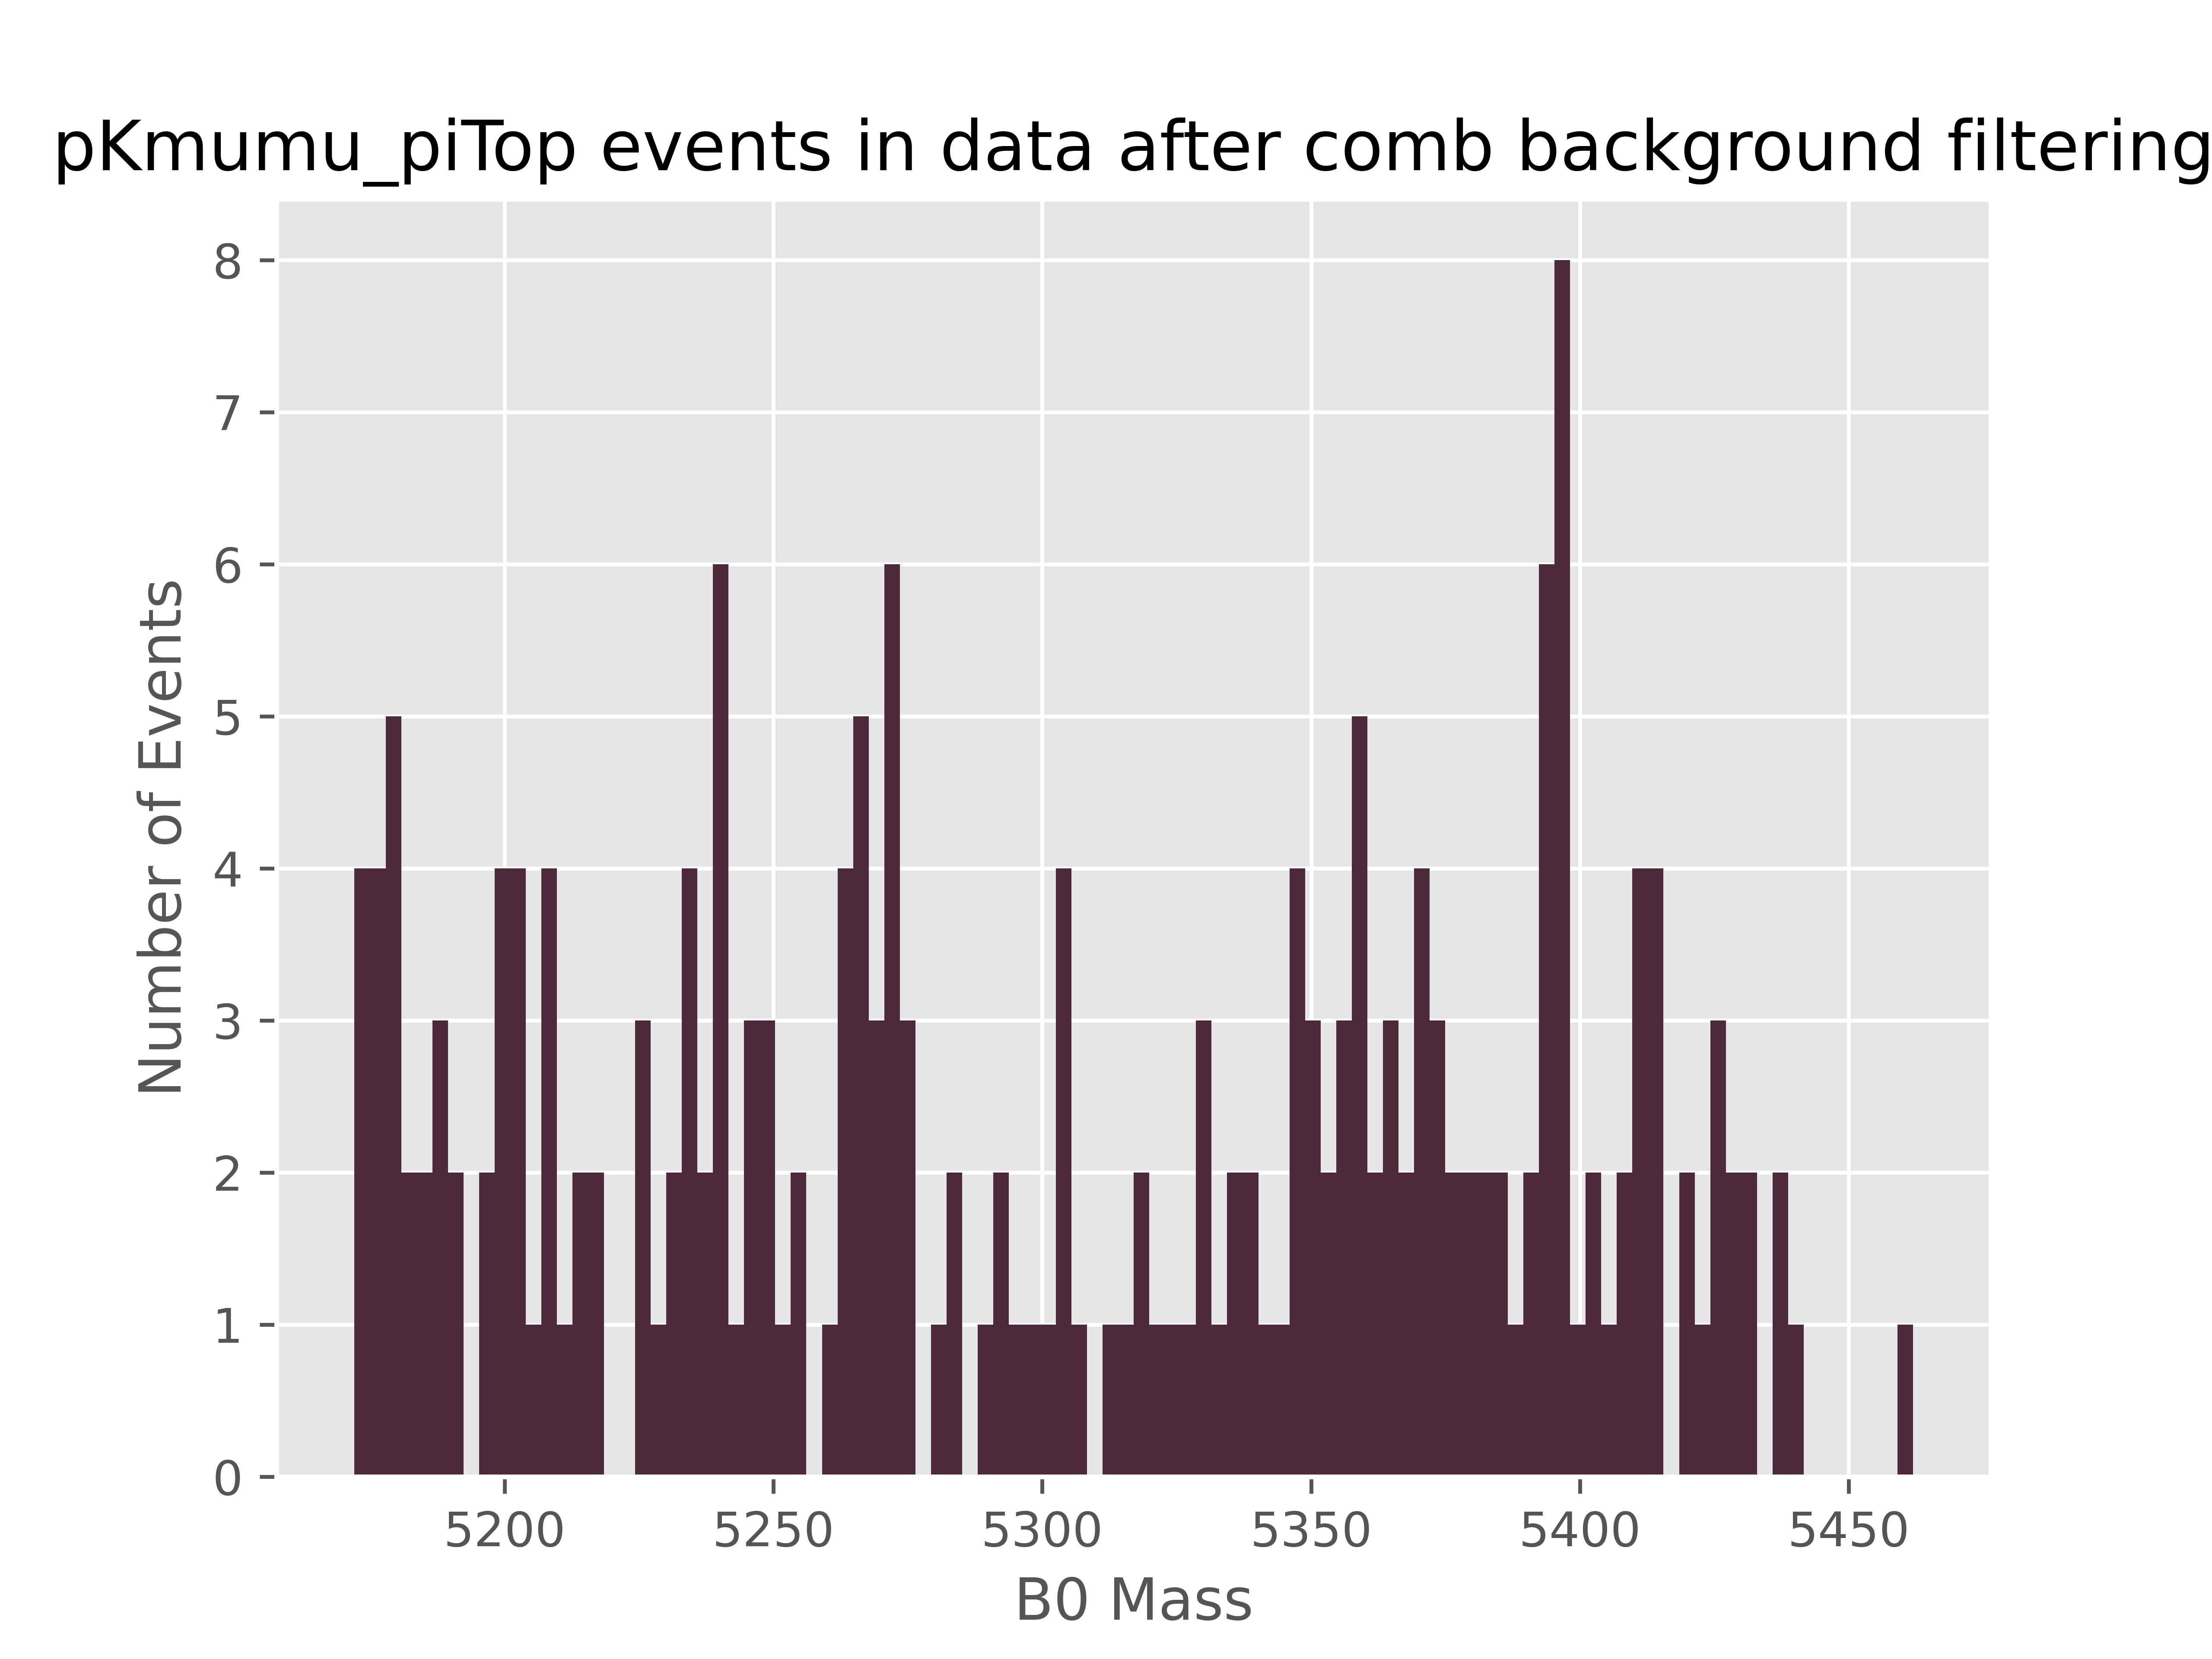 pKmumu_piTop events in data after comb background filtering
8
7
6
5
4
3
2
1
0
Number of Events
5200 5250 5300 5350 5400 5450
B0 Mass